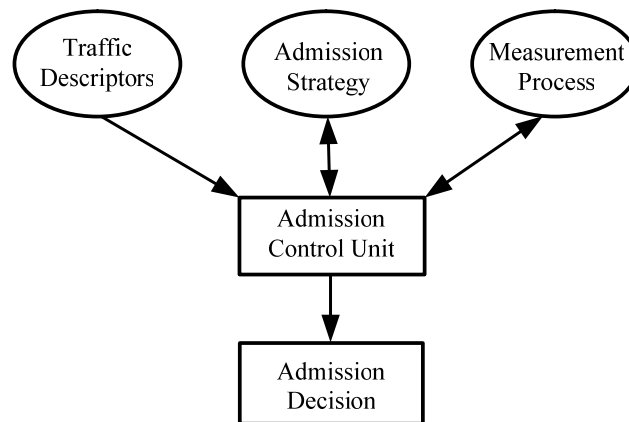 Traffic
Descriptors
Admission
Strategy
Measurement
Process
Admission
Control Unit
Admission
Decision